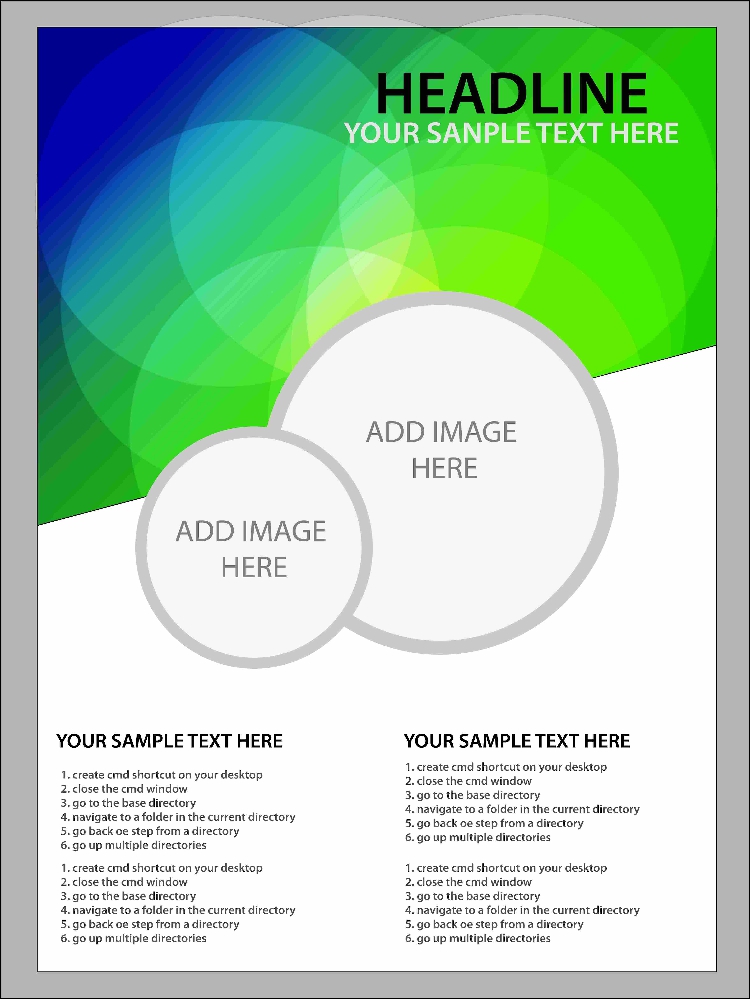 HEADLINE
YOUR SANPLE TEXT HERE
ADD IMAGE
HERE
ADD IMAGE
HERE
YOUR SAMPLE TEXT HERE
1. create cmd shortcut on your desktop
2. close the cmd window
3. go to the base directory
4. navigate to a folder in the current directory
5. go back oe step from a directory
6. go up multiple directories
1. create cmd shortcut on your desktop
2. close the cmd window
3. go to the base directory
4. navigate to a folder in the current directory
5. go back oe step from a directory
6. go up multiple directories
YOUR SAMPLE TEXT HERE
1. create cmd shortcut on your desktop
2. close the cmd window
3. go to the base directory
4. navigate to a folder in the current directory
5. go back oe step from a directory
6. go up multiple directories
1. create cmd shortcut on your desktop
2. close the cmd window
3. go to the base directory
4. navigate to a folder in the current directory
5. go back oe step from a directory
6. go up multiple directories